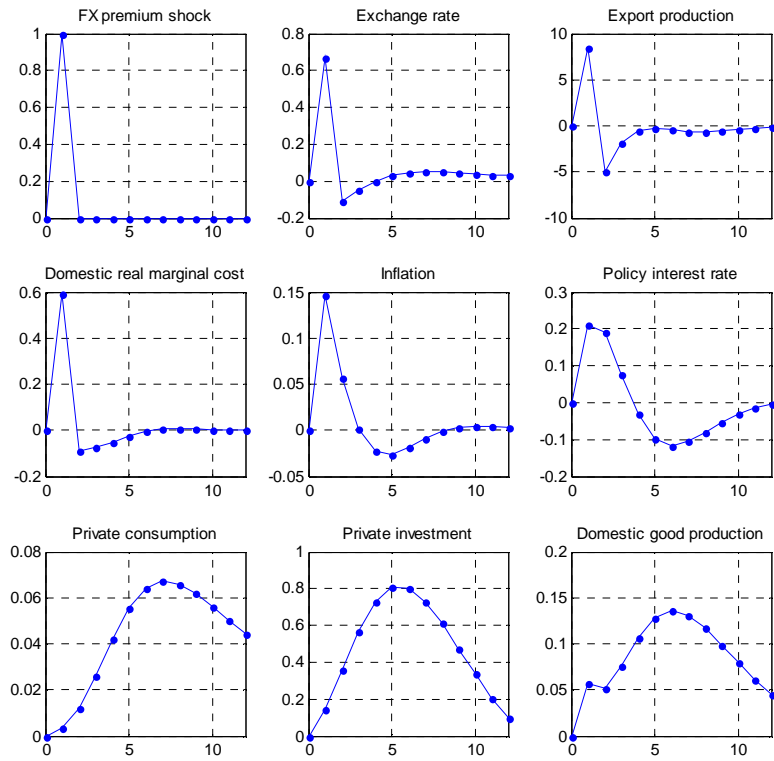 FX premium shock
1
0.8
0.6
0.4
0.2
0
0 5 10
Exchange rate
0.8
0.6
0.4
0.2
0
-0.2
0 5 10
Export production
10
5
0
-5
-10
0 5 10
Domestic real marginal cost
0.6
0.4
0.2
0
-0.2
0 5 10
Inflation
0.15
0.1
0.05
0
-0.05
0 5 10
Policy interest rate
0.3
0.2
0.1
0
-0.1
-0.2
0 5 10
Private consumption
0.08
0.06
0.04
0.02
0
0 5 10
Private investment
1
0.8
0.6
0.4
0.2
0
0 5 10
Domestic good production
0.2
0.15
0.1
0.05
0
0 5 10